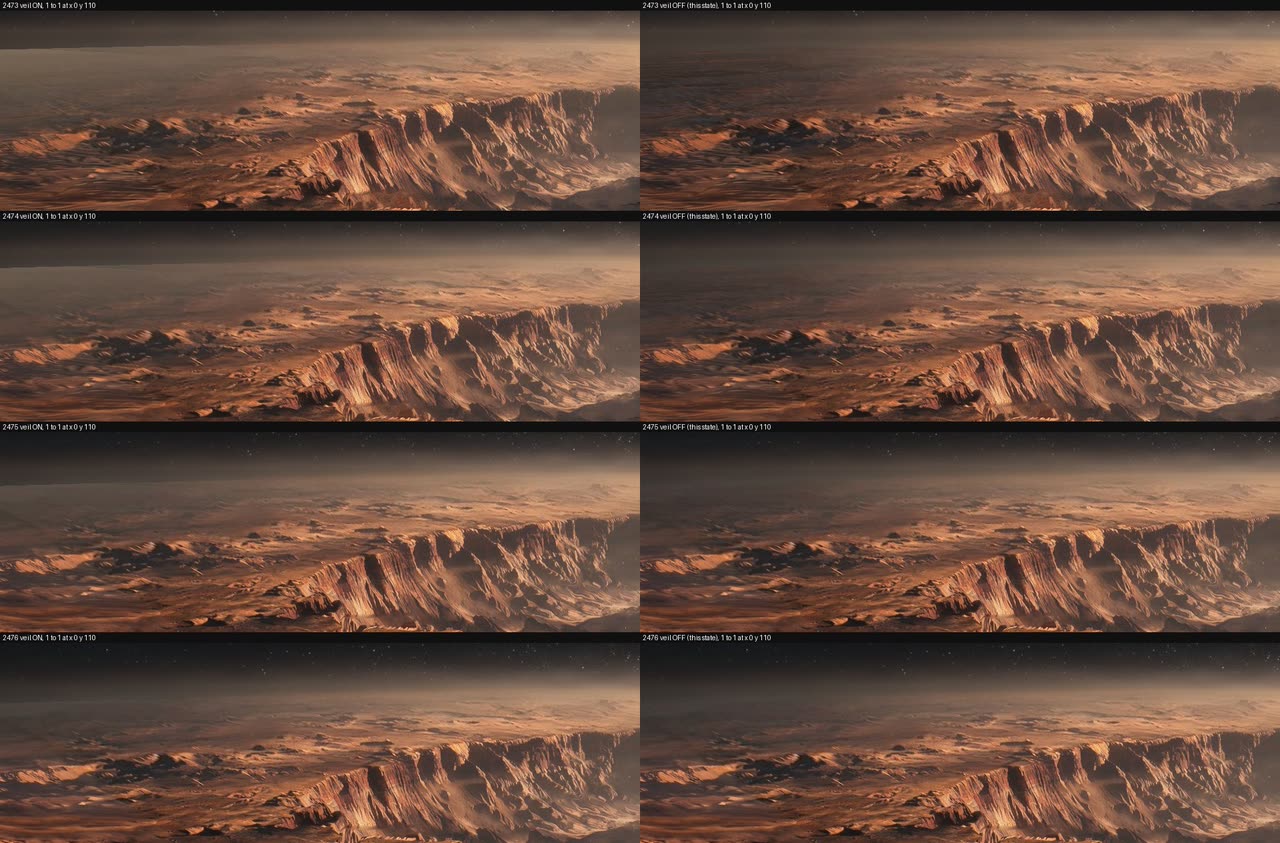 2473 veil ON, 1 to 1 at x 0 y 110
2473 veil OFF (this state), 1 to 1 at x 0 y 110
2474 veil ON, 1 to 1 at x 0 y 110
2474 veil OFF (this state), 1 to 1 at x 0 y 110
2475 veil ON, 1 to 1 at x 0 y 110
2475 veil OFF (this state), 1 to 1 at x 0 y 110
2476 veil ON, 1 to 1 at x 0 y 110
2476 veil OFF (this state), 1 to 1 at x 0 y 110